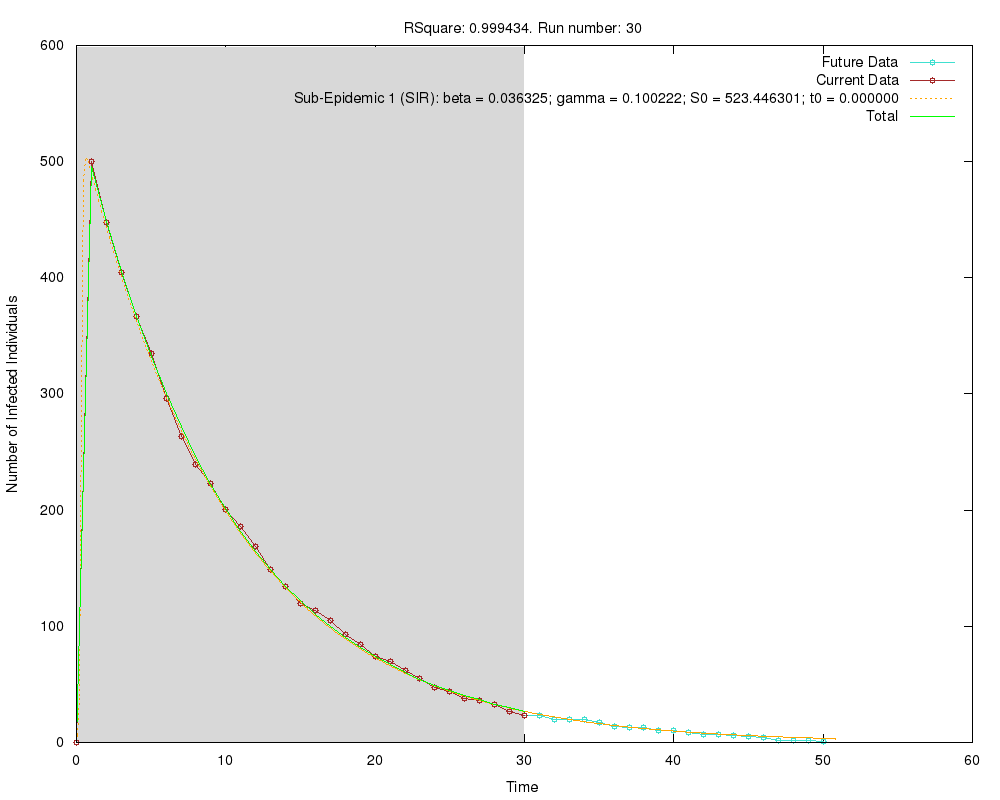 RSquare: 0.999434. Run number: 30
Future Data
Current Data
Sub-Epidemic 1 (SIR): beta = 0.036325; gamma = 0.100222; S0 = 523.446301; t0 = 0.000000
Total
Number of Infected Individuals
600
500
400
300
200
100
0
0 10 20 30 40 50 60
Time